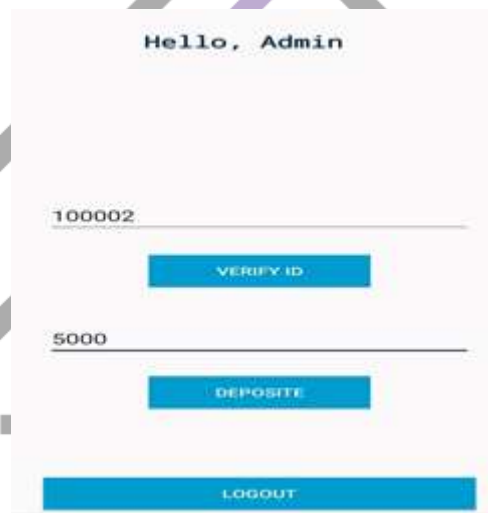 Hello, Admin
100002
VERIFY ID
5000
DEPOSITE
LOGOUT